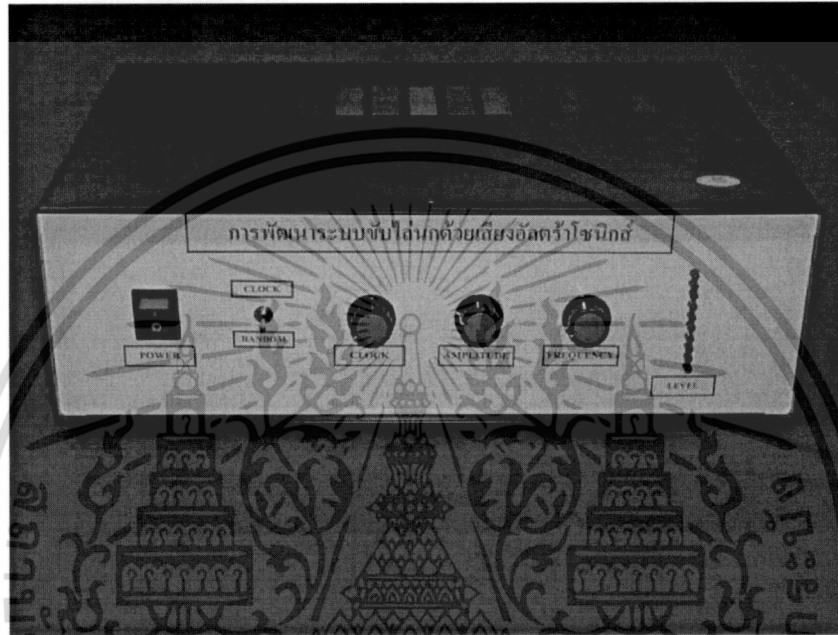 การพัฒนาระบบขับไล่นกด้วยเสียงอัลตร้าโซนิกส์
CLOCK
RANDOM
POWER
CLOCK
AMPLITUDE
FREQUENCY
LEVEL